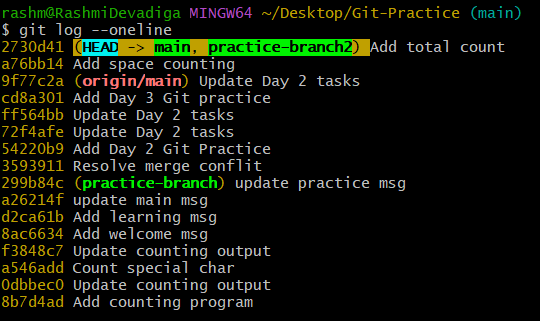 rashm@RashmiDevadiga MINGW64 ~/Desktop/Git-Practice (main)
$ git log --oneline
2730d41 (HEAD -> main, practice-branch2) Add total count
a76bb14 Add space counting
9f77c2a (origin/main) Update Day 2 tasks
cd8a301 Add Day 3 Git practice
ff564bb Update Day 2 tasks
72f4afe Update Day 2 tasks
54220b9 Add Day 2 Git Practice
3593911 Resolve merge conflit
299b84c (practice-branch) update practice msg
a26214f update main msg
d2ca61b Add learning msg
8ac6634 Add welcome msg
f3848c7 Update counting output
a546add Count special char
0dbbec0 Update counting output
8b7d4ad Add counting program